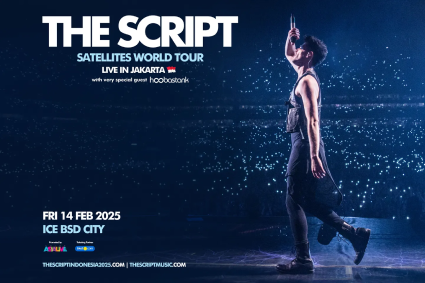 THE SCRIPT
SATELLITES WORLD TOUR
LIVE IN JAKARTA
with very special guest hoobastank
FRI 14 FEB 2025
ICE BSD CITY
THESCRIPTINDONESIA2025.COM | THESCRIPTMUSIC.COM